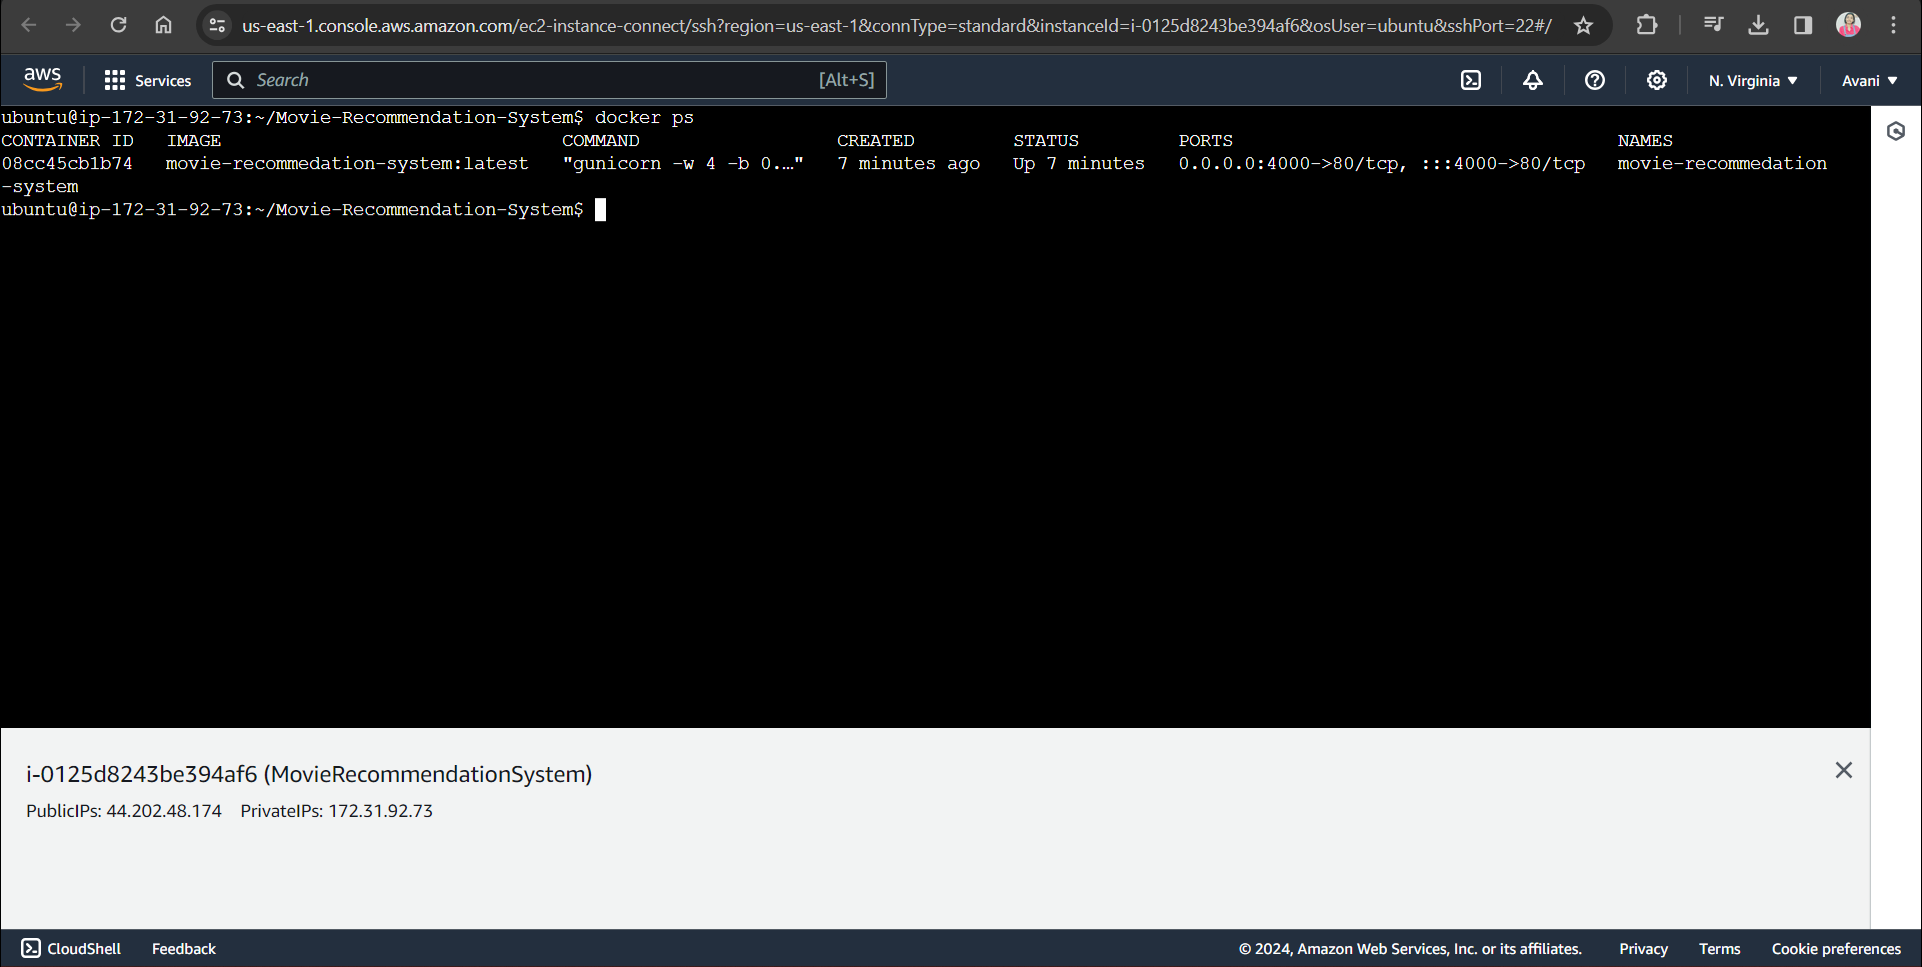 us-east-1.console.aws.amazon.com/ec2-instance-connect/ssh?region=us-east-1&connType=standard&instanceId=i-0125d8243be394af6&osUser=ubuntu&sshPort=22#/
aws Services Search [Alt+S] N. Virginia Avani
ubuntu@ip-172-31-92-73:~/Movie-Recommendation-System$ docker ps
CONTAINER ID IMAGE COMMAND CREATED STATUS PORTS NAMES
08cc45cb1b74 movie-recommedation-system:latest "gunicorn -w 4 -b 0.…" 7 minutes ago Up 7 minutes 0.0.0.0:4000->80/tcp, :::4000->80/tcp movie-recommedation
-system
ubuntu@ip-172-31-92-73:~/Movie-Recommendation-System$
i-0125d8243be394af6 (MovieRecommendationSystem)
PublicIPs: 44.202.48.174 PrivateIPs: 172.31.92.73
CloudShell Feedback © 2024, Amazon Web Services, Inc. or its affiliates. Privacy Terms Cookie preferences